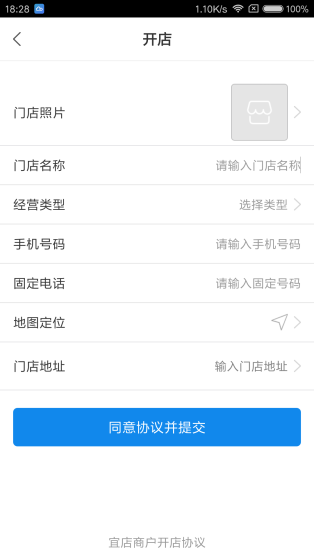 18:28 1.10K/s 100%
开店
门店照片
门店名称 请输入门店名称
经营类型 选择类型
手机号码 请输入手机号码
固定电话 请输入固定号码
地图定位
门店地址 输入门店地址
同意协议并提交
宜店商户开店协议